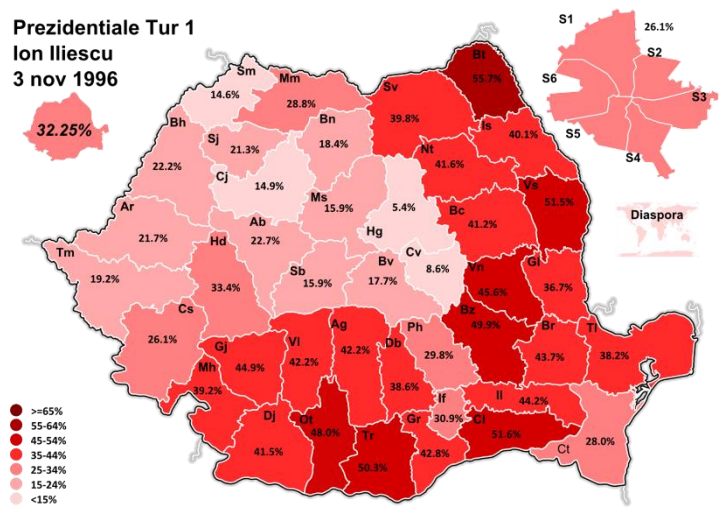 Prezidentiale Tur 1
Ion Iliescu
3 nov 1996
32.25%
S1
26.1%
S2
S6
S3
S5
S4
Diaspora
Bt
55.7%
Sm
14.6%
Mm
28.8%
Sv
39.8%
Is
40.1%
Bh
22.2%
Sj
21.3%
Bn
18.4%
Nt
41.6%
Cj
14.9%
Ms
15.9%
Hg
5.4%
Bc
41.2%
Vs
51.5%
Ar
21.7%
Ab
22.7%
Tm
19.2%
Hd
33.4%
Sb
15.9%
Bv
17.7%
Cv
8.6%
Vn
45.6%
Gl
36.7%
Cs
26.1%
Gj
44.9%
Vl
42.2%
Ag
42.2%
Db
38.6%
Ph
29.8%
Bz
49.9%
Br
43.7%
Tl
38.2%
Mh
39.2%
Dj
41.5%
Ot
48.0%
Tr
50.3%
Gr
42.8%
If
30.9%
Il
44.2%
Cl
51.6%
Ct
28.0%
>=65%
55-64%
45-54%
35-44%
25-34%
15-24%
<15%